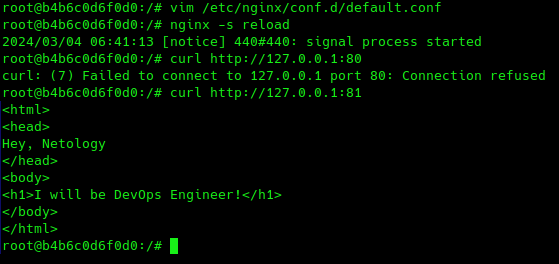 root@b4b6c0d6f0d0:/# vim /etc/nginx/conf.d/default.conf
root@b4b6c0d6f0d0:/# nginx -s reload
2024/03/04 06:41:13 [notice] 440#440: signal process started
root@b4b6c0d6f0d0:/# curl http://127.0.0.1:80
curl: (7) Failed to connect to 127.0.0.1 port 80: Connection refused
root@b4b6c0d6f0d0:/# curl http://127.0.0.1:81
<html>
<head>
Hey, Netology
</head>
<body>
<h1>I will be DevOps Engineer!</h1>
</body>
</html>
root@b4b6c0d6f0d0:/#